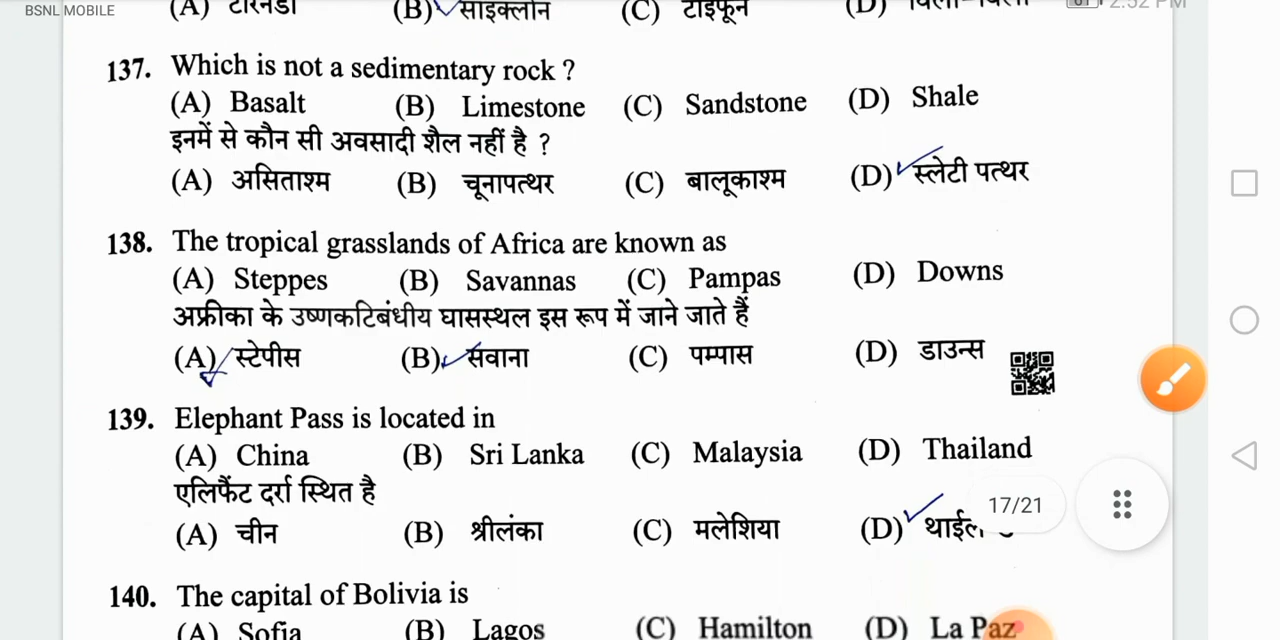 BSNL MOBILE
2:52 PM
(A) टॉरनेडो (B) साइक्लोन (C) टाइफून (D)
137. Which is not a sedimentary rock ?
(A) Basalt (B) Limestone (C) Sandstone (D) Shale
इनमें से कौन सी अवसादी शैल नहीं है ?
(A) असिताश्म (B) चूनापत्थर (C) बालूकाश्म (D) स्लेटी पत्थर
138. The tropical grasslands of Africa are known as
(A) Steppes (B) Savannas (C) Pampas (D) Downs
अफ्रीका के उष्णकटिबंधीय घासस्थल इस रूप में जाने जाते हैं
(A) स्टेपीस (B) सवाना (C) पम्पास (D) डाउन्स
139. Elephant Pass is located in
(A) China (B) Sri Lanka (C) Malaysia (D) Thailand
एलिफैंट दर्रा स्थित है
17/21
(A) चीन (B) श्रीलंका (C) मलेशिया (D)
140. The capital of Bolivia is
(A) Sofia (B) Lagos (C) Hamilton (D) La Paz